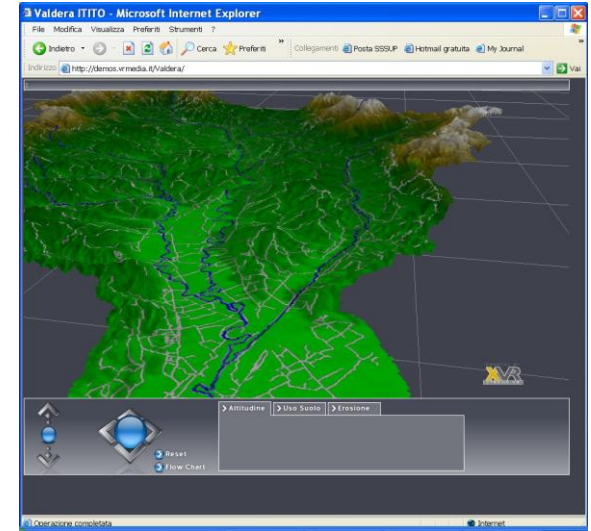 Valdera ITITO - Microsoft Internet Explorer
File Modifica Visualizza Preferiti Strumenti ?
Indietro Cerca Preferiti » Collegamenti Posta SSSUP Hotmail gratuita My Journal »
Indirizzo http://demos.vrmedia.it/Valdera/ Vai
XVR
Altitudine Uso Suolo Erosione
Reset
Flow Chart
Operazione completata Internet